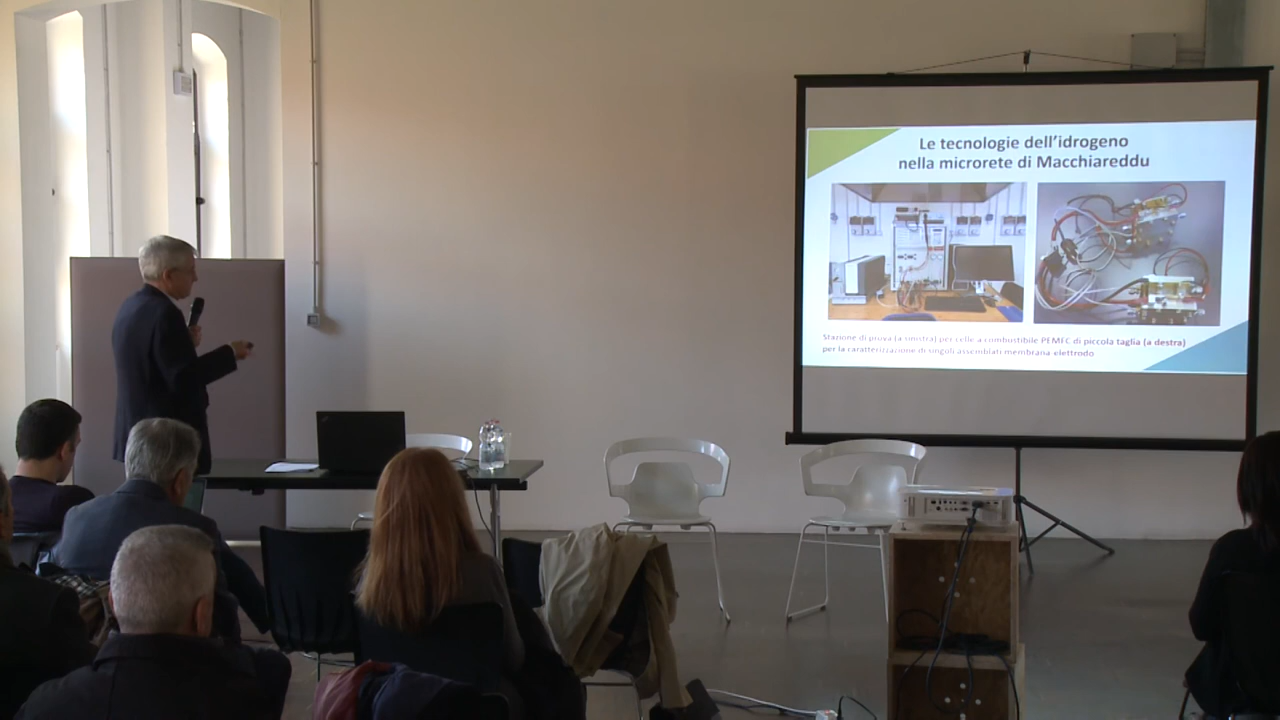 Le tecnologie dell'idrogeno
nella microrete di Macchiareddu
Stazione di prova (a sinistra) per celle a combustibile PEMFC di piccola taglia (a destra)
per la caratterizzazione di singoli assemblati membrana elettrodo